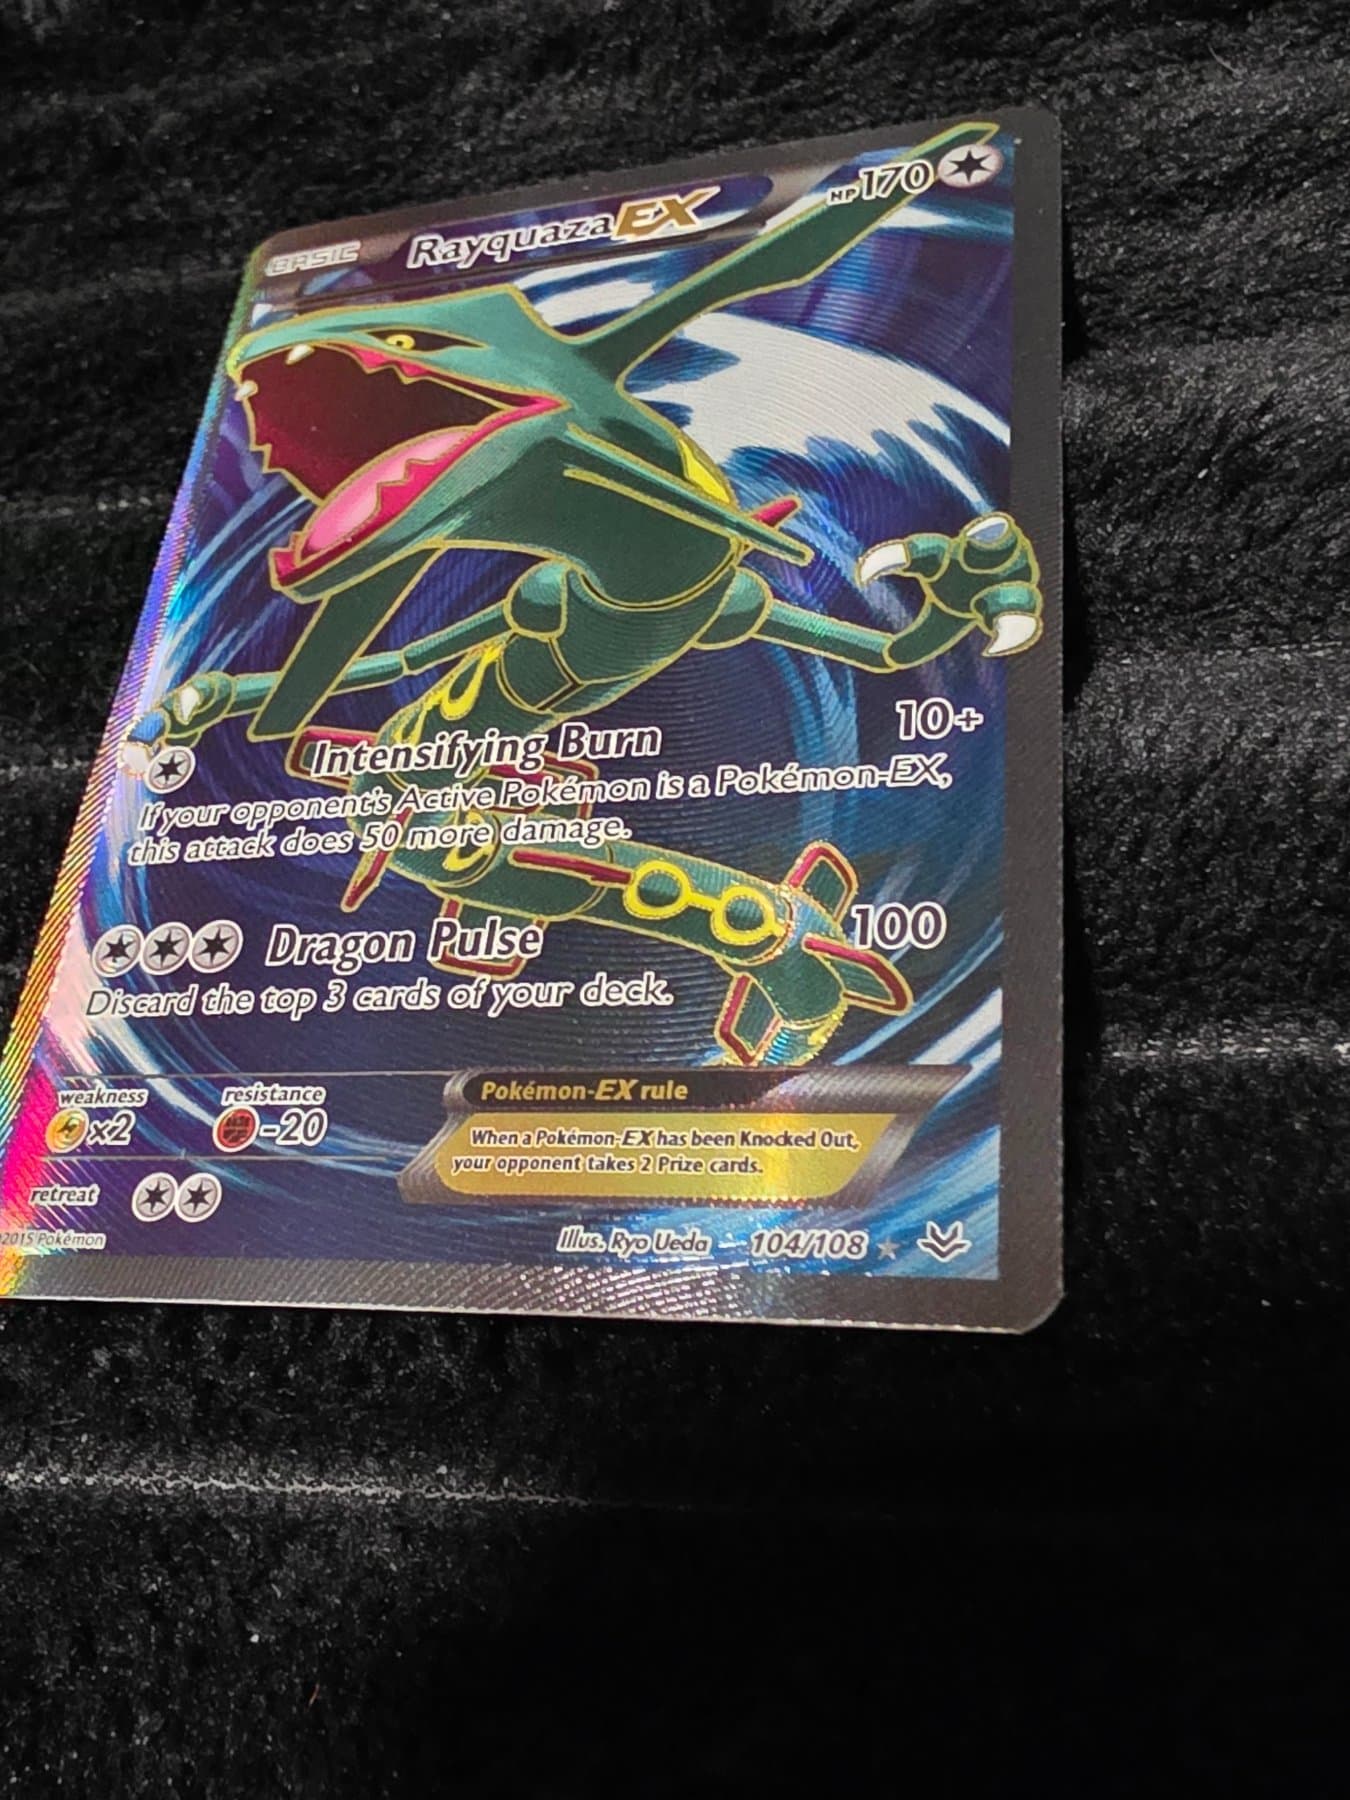 BASIC Rayquaza EX HP170
Intensifying Burn 10+
If your opponent's Active Pokémon is a Pokémon-EX,
this attack does 50 more damage.
Dragon Pulse 100
Discard the top 3 cards of your deck.
weakness resistance
x2 -20
retreat
Pokémon-EX rule
When a Pokémon-EX has been Knocked Out,
your opponent takes 2 Prize cards.
2015 Pokémon
Illus. Ryo Ueda 104/108